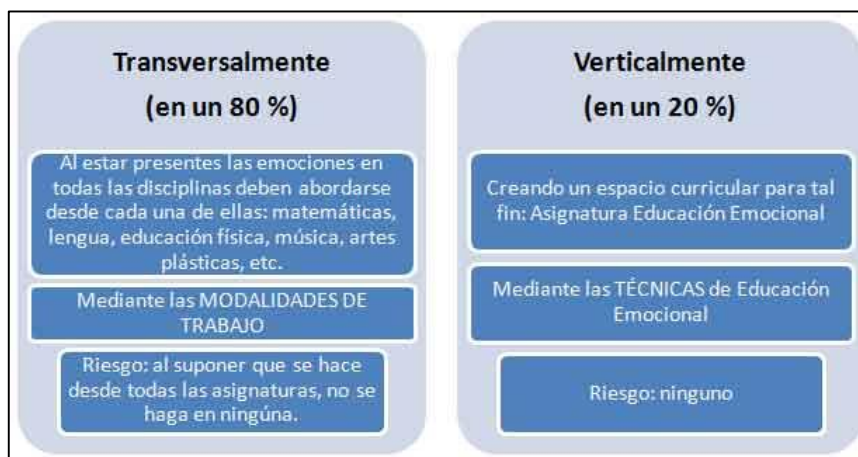 Transversalmente
(en un 80 %)
Al estar presentes las emociones en
todas las disciplinas deben abordarse
desde cada una de ellas: matemáticas,
lengua, educación física, música, artes
plásticas, etc.
Mediante las MODALIDADES DE
TRABAJO
Riesgo: al suponer que se hace
desde todas las asignaturas, no se
haga en ningúna.
Verticalmente
(en un 20 %)
Creando un espacio curricular para tal
fin: Asignatura Educación Emocional
Mediante las TÉCNICAS de Educación
Emocional
Riesgo: ninguno